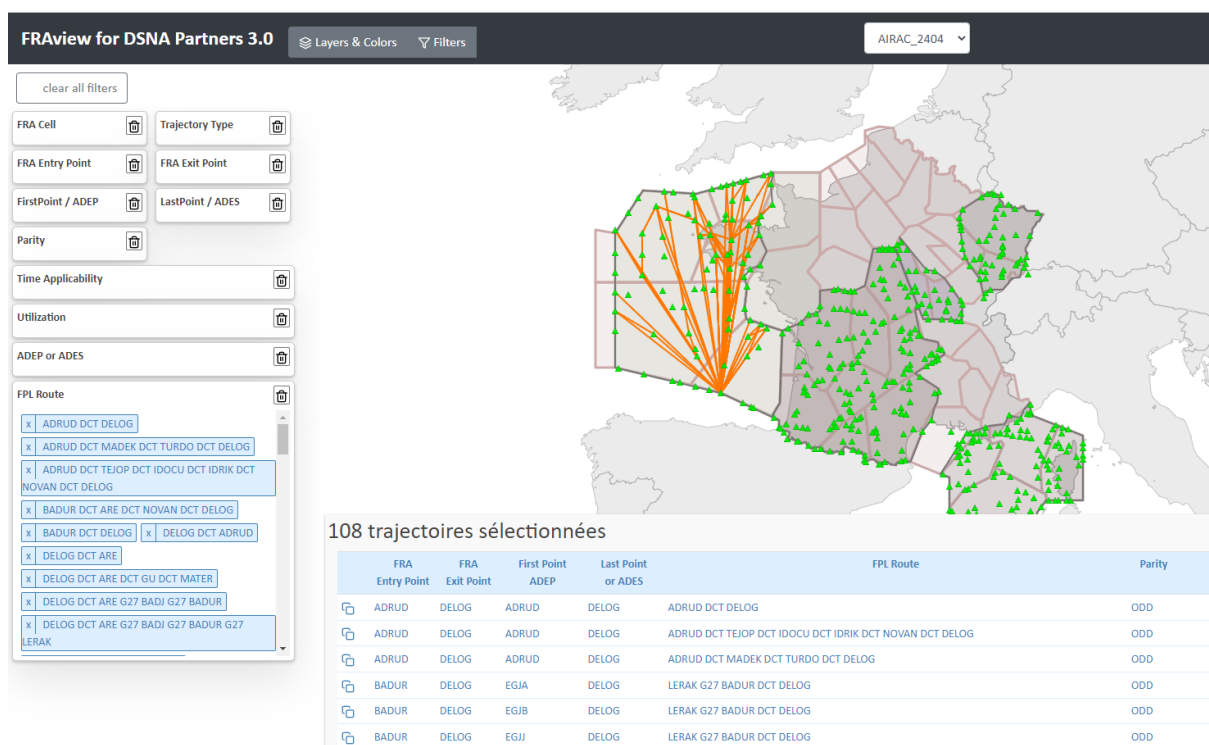 FRAview for DSNA Partners 3.0
Layers & Colors
Filters
AIRAC_2404
clear all filters
FRA Cell
Trajectory Type
FRA Entry Point
FRA Exit Point
FirstPoint / ADEP
LastPoint / ADES
Parity
Time Applicability
Utilization
ADEP or ADES
FPL Route
x ADRUD DCT DELOG
x ADRUD DCT MADEK DCT TURDO DCT DELOG
x ADRUD DCT TEJOP DCT IDOCU DCT IDRIK DCT
NOVAN DCT DELOG
x BADUR DCT ARE DCT NOVAN DCT DELOG
x BADUR DCT DELOG x DELOG DCT ADRUD
x DELOG DCT ARE
x DELOG DCT ARE DCT GU DCT MATER
x DELOG DCT ARE G27 BADJ G27 BADUR
x DELOG DCT ARE G27 BADJ G27 BADUR G27
LERAK
108 trajectoires sélectionnées
FRA Entry Point FRA Exit Point First Point ADEP Last Point or ADES FPL Route Parity
ADRUD DELOG ADRUD DELOG ADRUD DCT DELOG ODD
ADRUD DELOG ADRUD DELOG ADRUD DCT TEJOP DCT IDOCU DCT IDRIK DCT NOVAN DCT DELOG ODD
ADRUD DELOG ADRUD DELOG ADRUD DCT MADEK DCT TURDO DCT DELOG ODD
BADUR DELOG EGJA DELOG LERAK G27 BADUR DCT DELOG ODD
BADUR DELOG EGJB DELOG LERAK G27 BADUR DCT DELOG ODD
BADUR DELOG EGJJ DELOG LERAK G27 BADUR DCT DELOG ODD